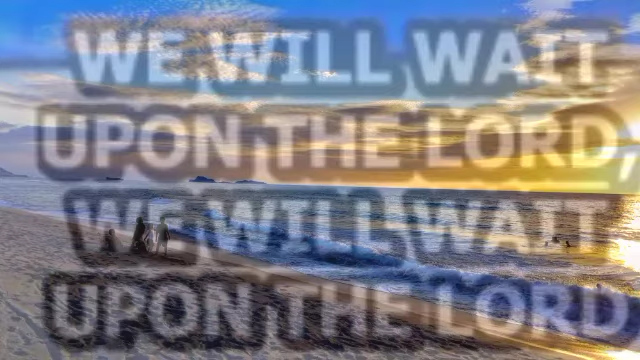 WE WILL WAIT
UPON THE LORD,
WE WILL WAIT
UPON THE LORD